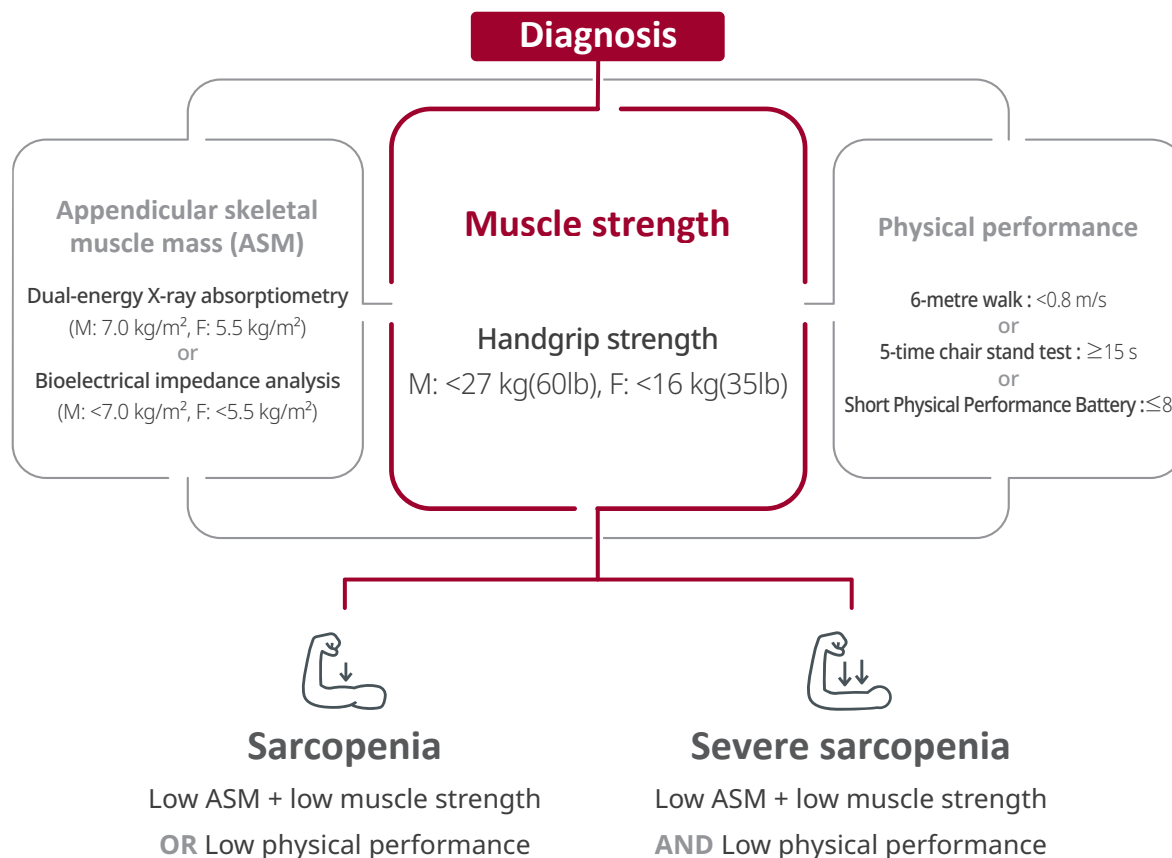 Diagnosis
Appendicular skeletal
muscle mass (ASM)
Dual-energy X-ray absorptiometry
(M: 7.0 kg/m², F: 5.5 kg/m²)
or
Bioelectrical impedance analysis
(M: <7.0 kg/m², F: <5.5 kg/m²)
Muscle strength
Handgrip strength
M: <27 kg(60lb), F: <16 kg(35lb)
Physical performance
6-metre walk : <0.8 m/s
or
5-time chair stand test : ≥15 s
or
Short Physical Performance Battery :≤8
Sarcopenia
Low ASM + low muscle strength
OR Low physical performance
Severe sarcopenia
Low ASM + low muscle strength
AND Low physical performance